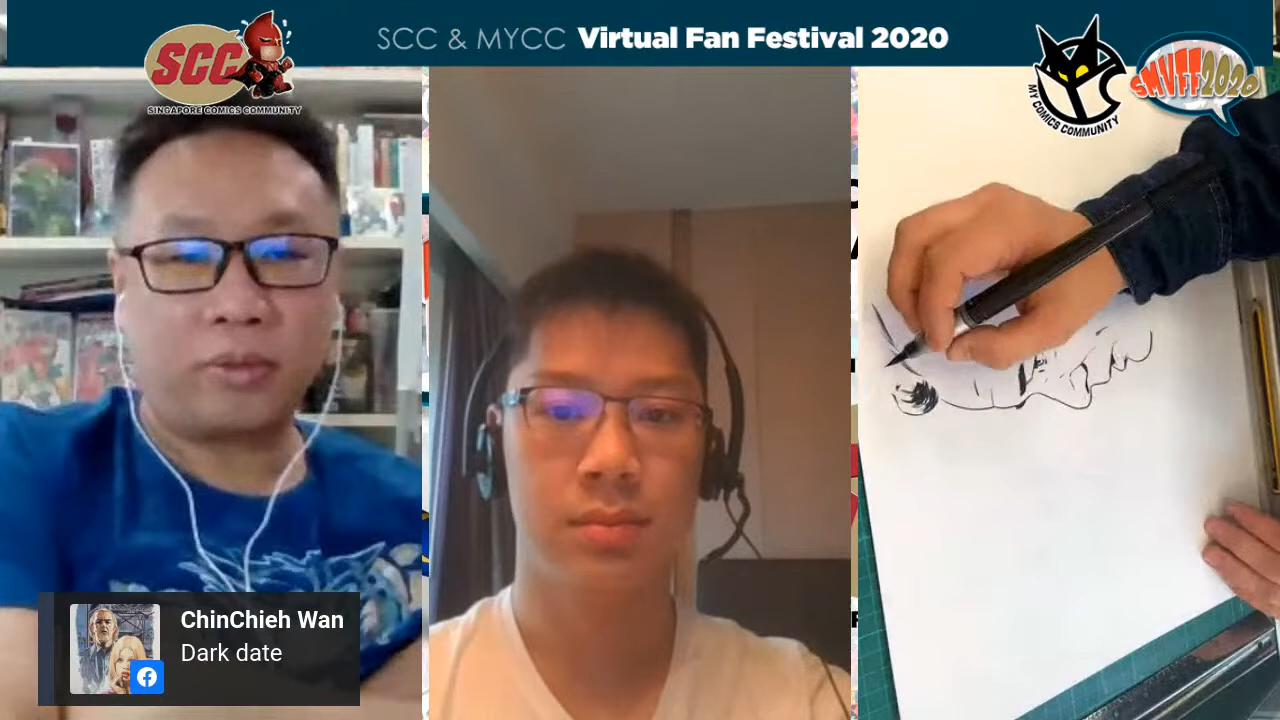 SCC & MYCC Virtual Fan Festival 2020
SCC
SINGAPORE COMICS COMMUNITY
MY COMICS COMMUNITY
SMVFF2020
ChinChieh Wan
Dark date